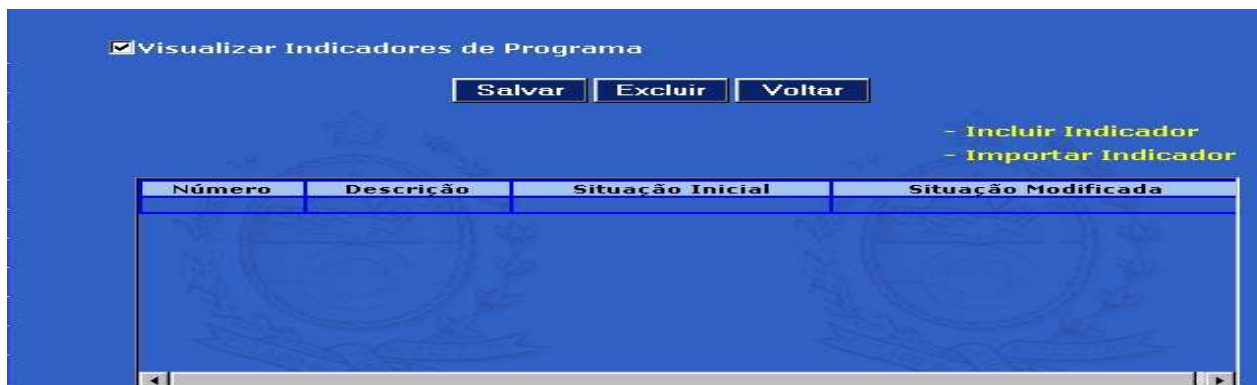 Visualizar Indicadores de Programa
Salvar Excluir Voltar
- Incluir Indicador
- Importar Indicador
Número Descrição Situação Inicial Situação Modificada